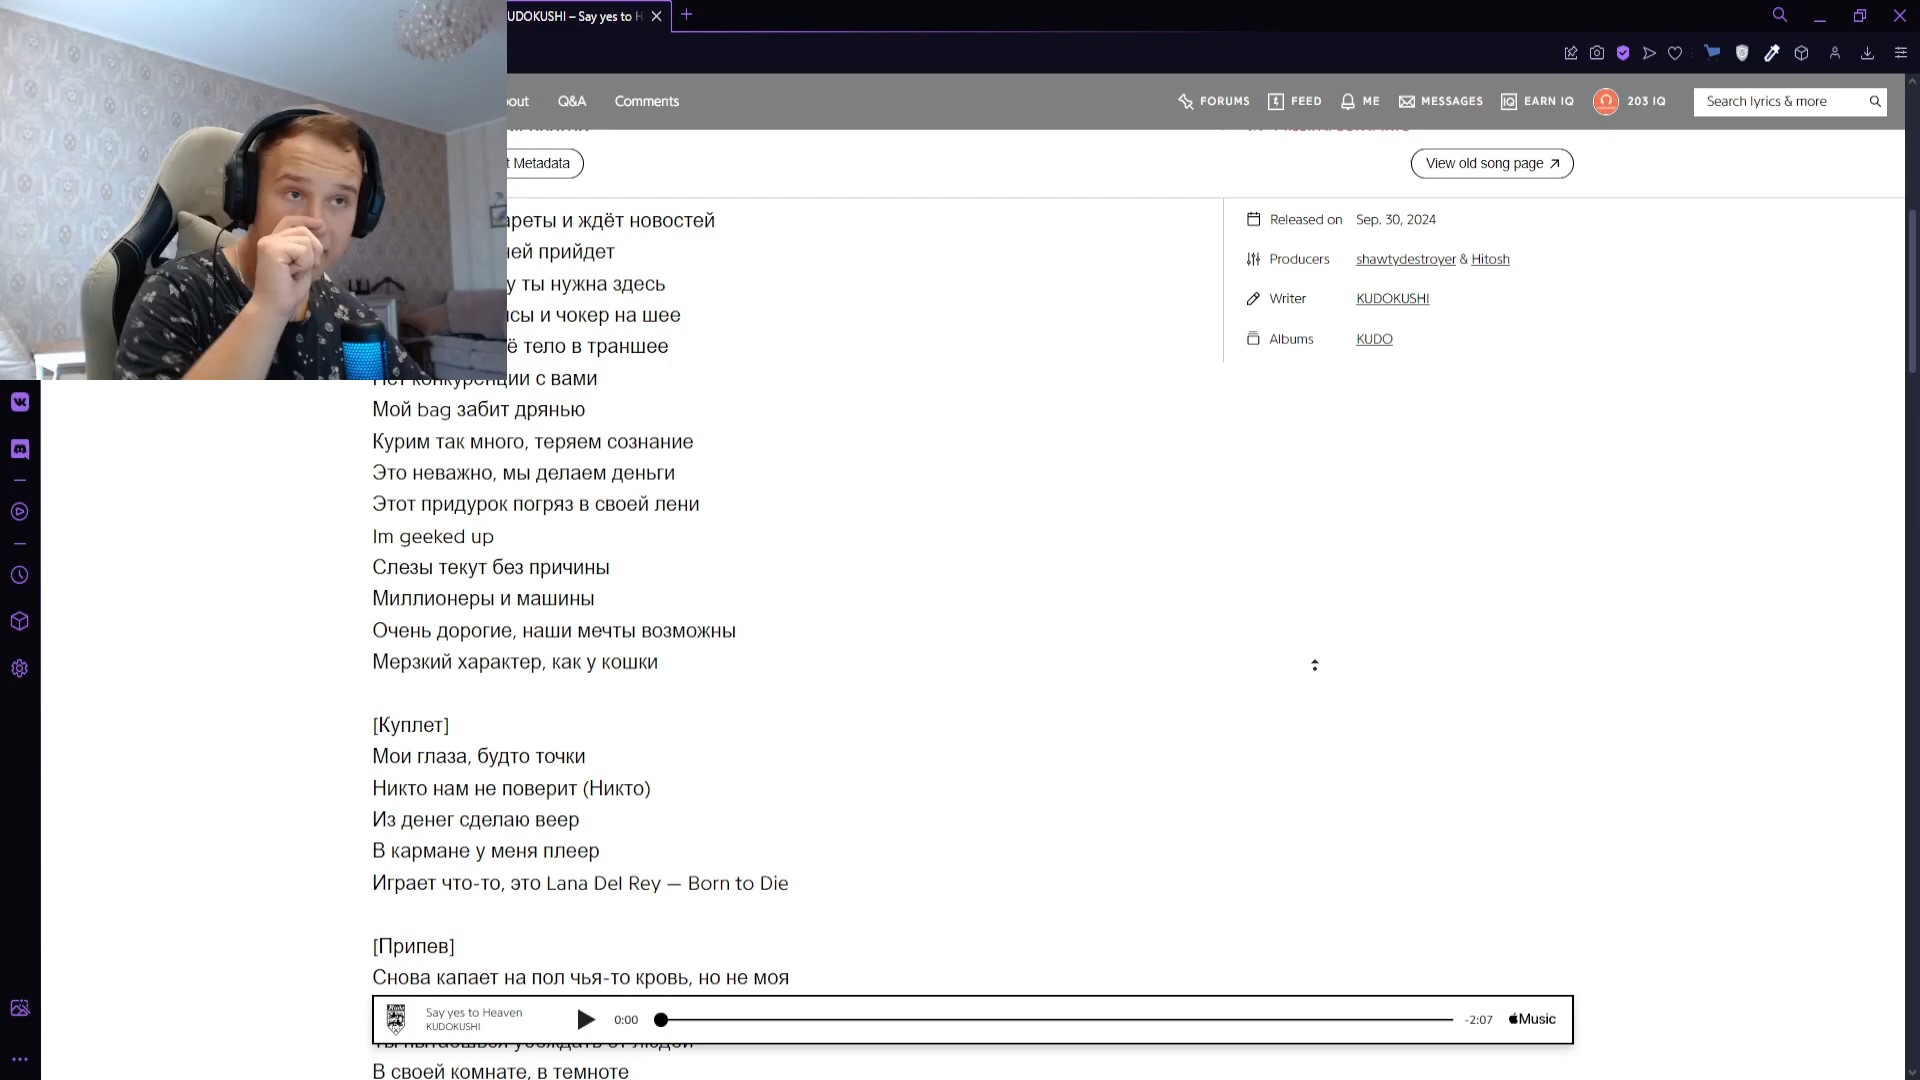 UDOKUSHI – Say yes to H
out Q&A Comments
FORUMS FEED ME MESSAGES EARN IQ 203 IQ Search lyrics & more
t Metadata
View old song page
и ждёт новостей
Released on Sep. 30, 2024
ней прийдет
Producers shawtydestroyer & Hitosh
у ты нужна здесь
Writer KUDOKUSHI
и чокер на шее
Albums KUDO
ё тело в траншее
Нет конкуренции с вами
Мой bag забит дрянью
Курим так много, теряем сознание
Это неважно, мы делаем деньги
Этот придурок погряз в своей лени
Im geeked up
Слезы текут без причины
Миллионеры и машины
Очень дорогие, наши мечты возможны
Мерзкий характер, как у кошки
[Куплет]
Мои глаза, будто точки
Никто нам не поверит (Никто)
Из денег сделаю веер
В кармане у меня плеер
Играет что-то, это Lana Del Rey — Born to Die
[Припев]
Снова капает на пол чья-то кровь, но не моя
Say yes to Heaven
KUDOKUSHI
0:00 -2:07 Music
В своей комнате, в темноте